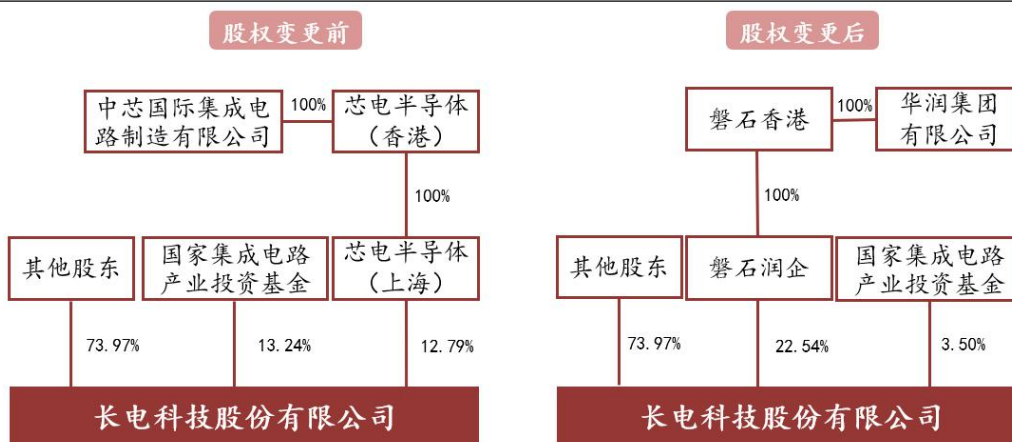 股权变更前
中芯国际集成电
路制造有限公司
100%
芯电半导体
（香港）
100%
其他股东
国家集成电路
产业投资基金
芯电半导体
（上海）
73.97%
13.24%
12.79%
长电科技股份有限公司
股权变更后
磐石香港
100%
华润集团
有限公司
100%
其他股东
磐石润企
国家集成电路
产业投资基金
73.97%
22.54%
3.50%
长电科技股份有限公司